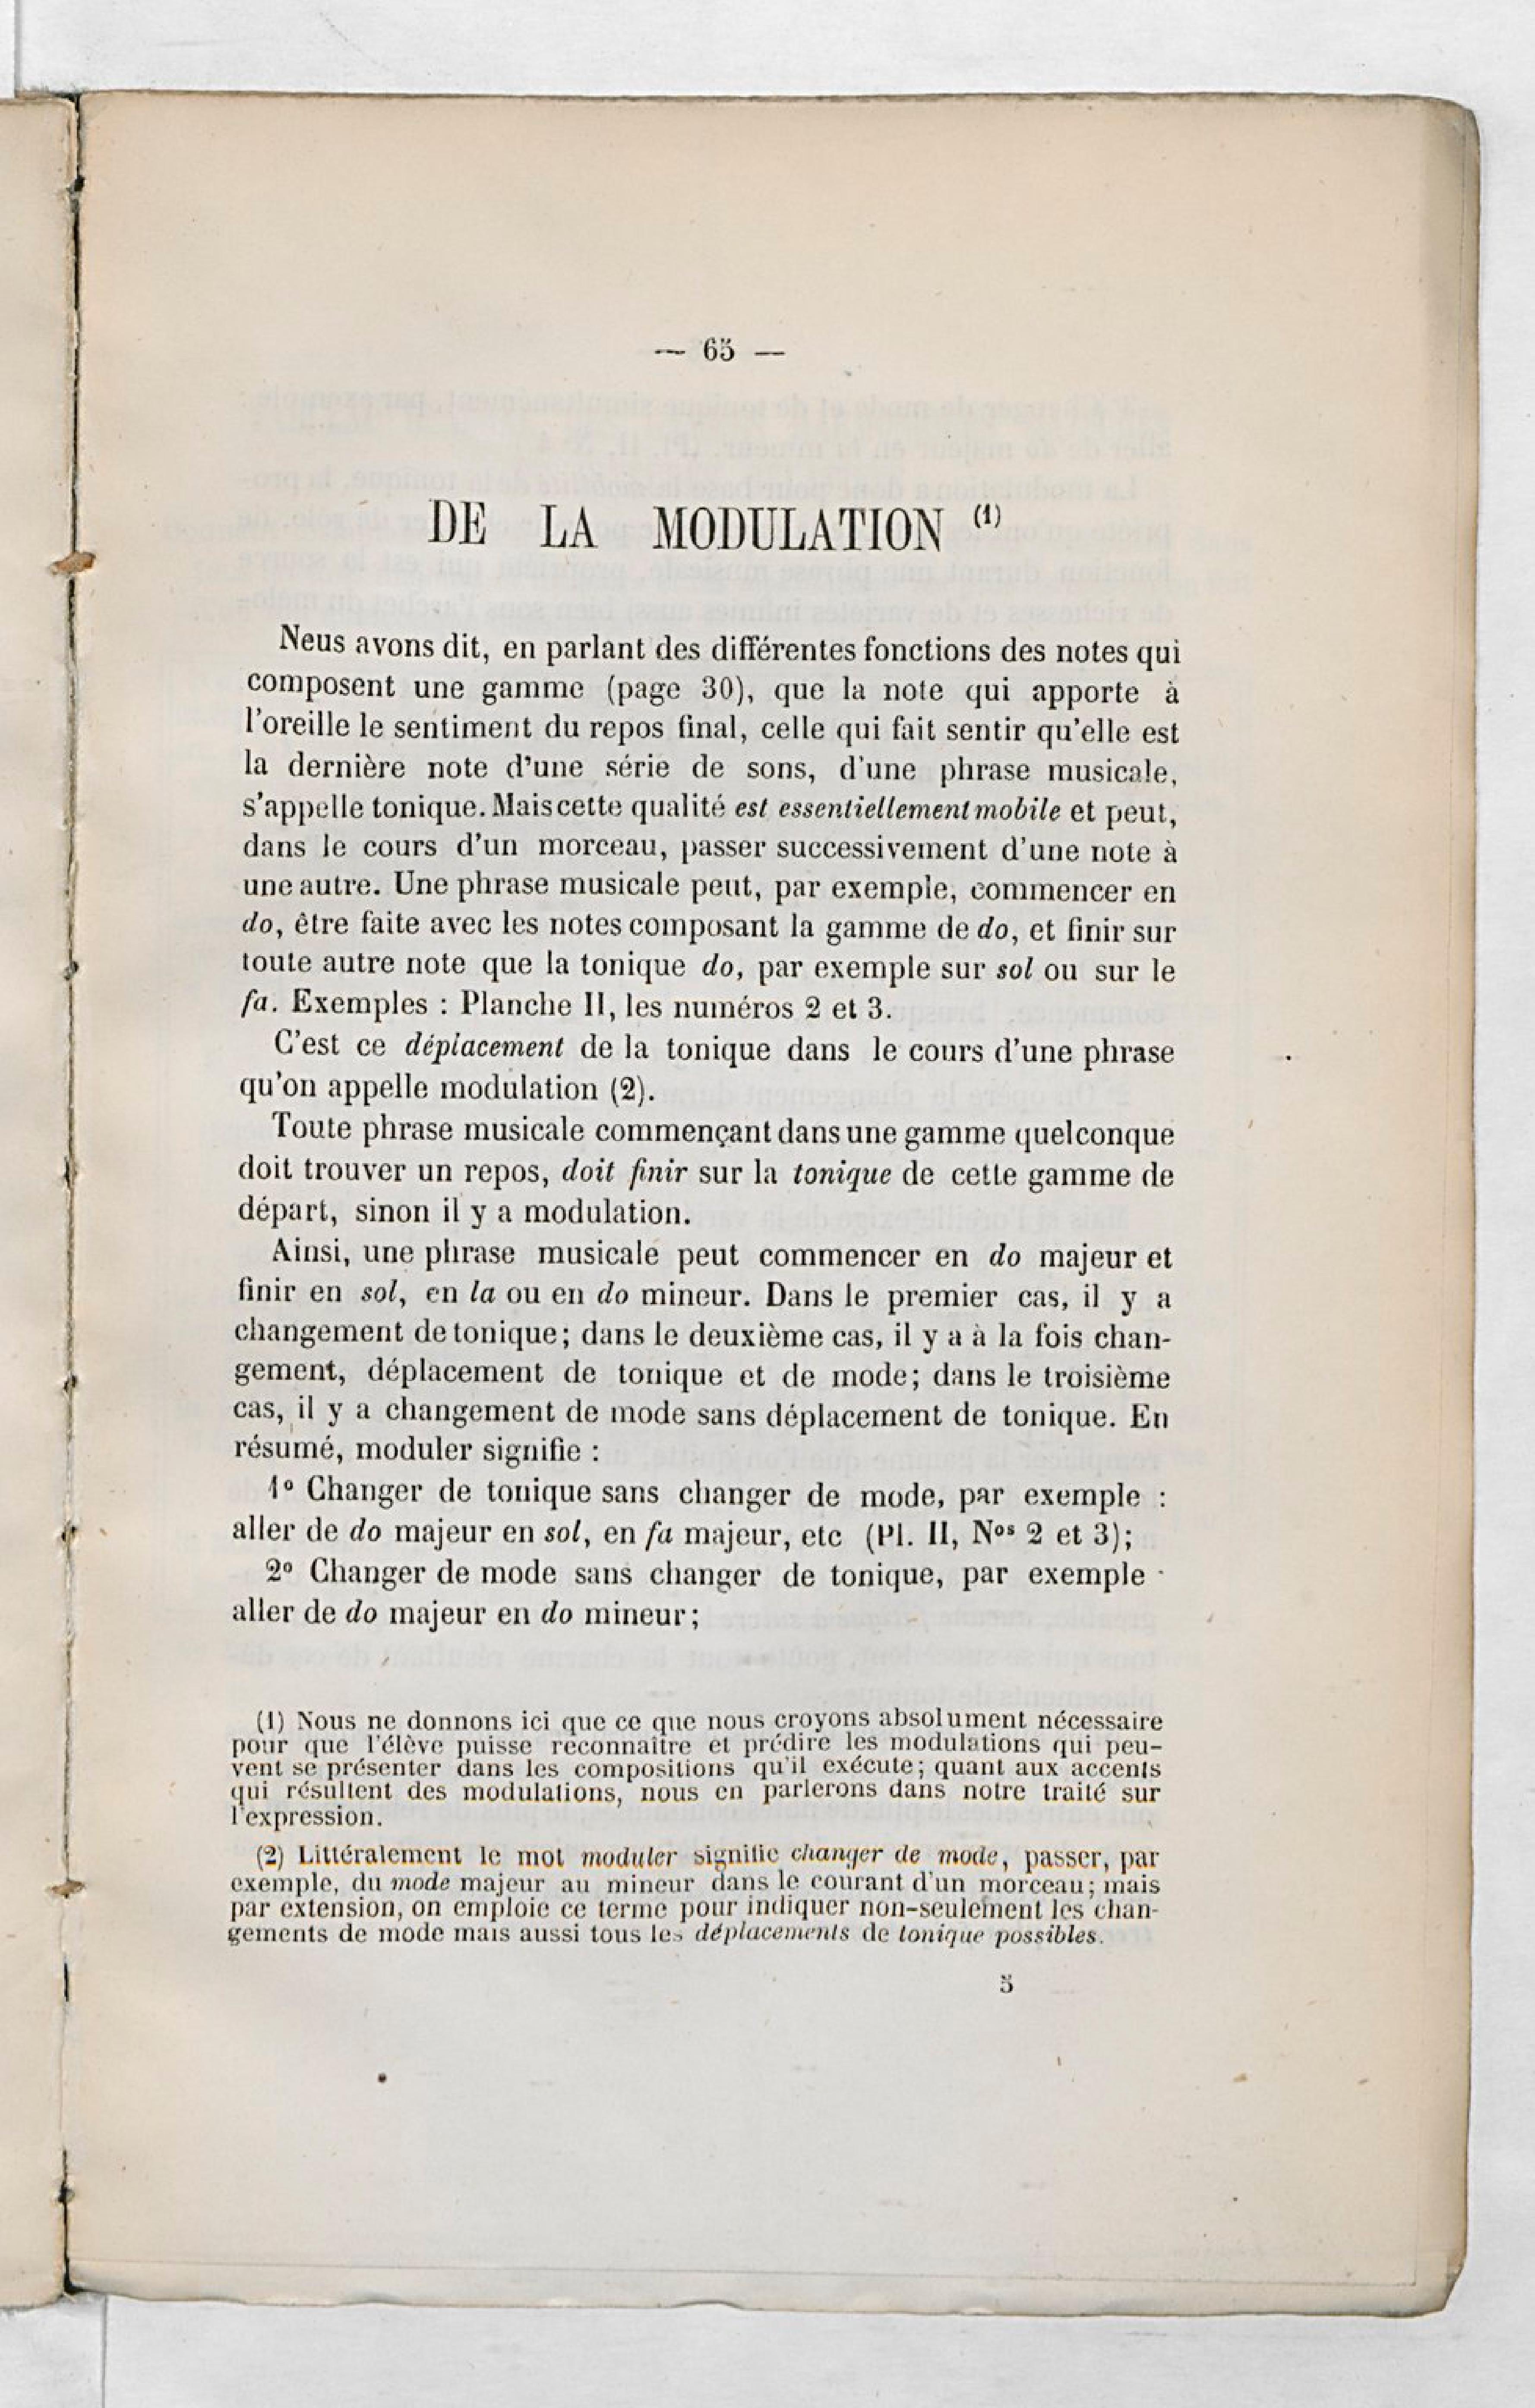 — 65 —
DE LA MODULATION (1)
Neus avons dit, en parlant des différentes fonctions des notes qui
composent une gamme (page 30), que la note qui apporte à
l'oreille le sentiment du repos final, celle qui fait sentir qu'elle est
la dernière note d'une série de sons, d'une phrase musicale,
s'appelle tonique. Mais cette qualité est essentiellement mobile et peut,
dans le cours d'un morceau, passer successivement d'une note à
une autre. Une phrase musicale peut, par exemple, commencer en
do, être faite avec les notes composant la gamme de do, et finir sur
toute autre note que la tonique do, par exemple sur sol ou sur le
fa. Exemples : Planche II, les numéros 2 et 3.
C'est ce déplacement de la tonique dans le cours d'une phrase
qu'on appelle modulation (2).
Toute phrase musicale commençant dans une gamme quelconque
doit trouver un repos, doit finir sur la tonique de cette gamme de
départ, sinon il y a modulation.
Ainsi, une phrase musicale peut commencer en do majeur et
finir en sol, en la ou en do mineur. Dans le premier cas, il y a
changement de tonique; dans le deuxième cas, il y a à la fois chan-
gement, déplacement de tonique et de mode; dans le troisième
cas, il y a changement de mode sans déplacement de tonique. En
résumé, moduler signifie :
1º Changer de tonique sans changer de mode, par exemple :
aller de do majeur en sol, en fa majeur, etc (Pl. II, Nos 2 et 3);
2º Changer de mode sans changer de tonique, par exemple ·
aller de do majeur en do mineur;
(1) Nous ne donnons ici que ce que nous croyons absolument nécessaire
pour que l'élève puisse reconnaître et prédire les modulations qui peu-
vent se présenter dans les compositions qu'il exécute; quant aux accents
qui résultent des modulations, nous en parlerons dans notre traité sur
l'expression.
(2) Littéralement le mot moduler signifie changer de mode, passer, par
exemple, du mode majeur au mineur dans le courant d'un morceau; mais
par extension, on emploie ce terme pour indiquer non-seulement les chan-
gements de mode mais aussi tous les déplacements de tonique possibles.
5